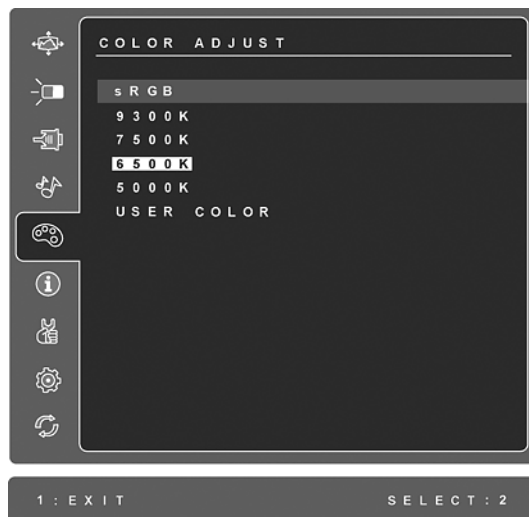 COLOR ADJUST
sRGB
9300K
7500K
6500K
5000K
USER COLOR
1:EXIT SELECT:2